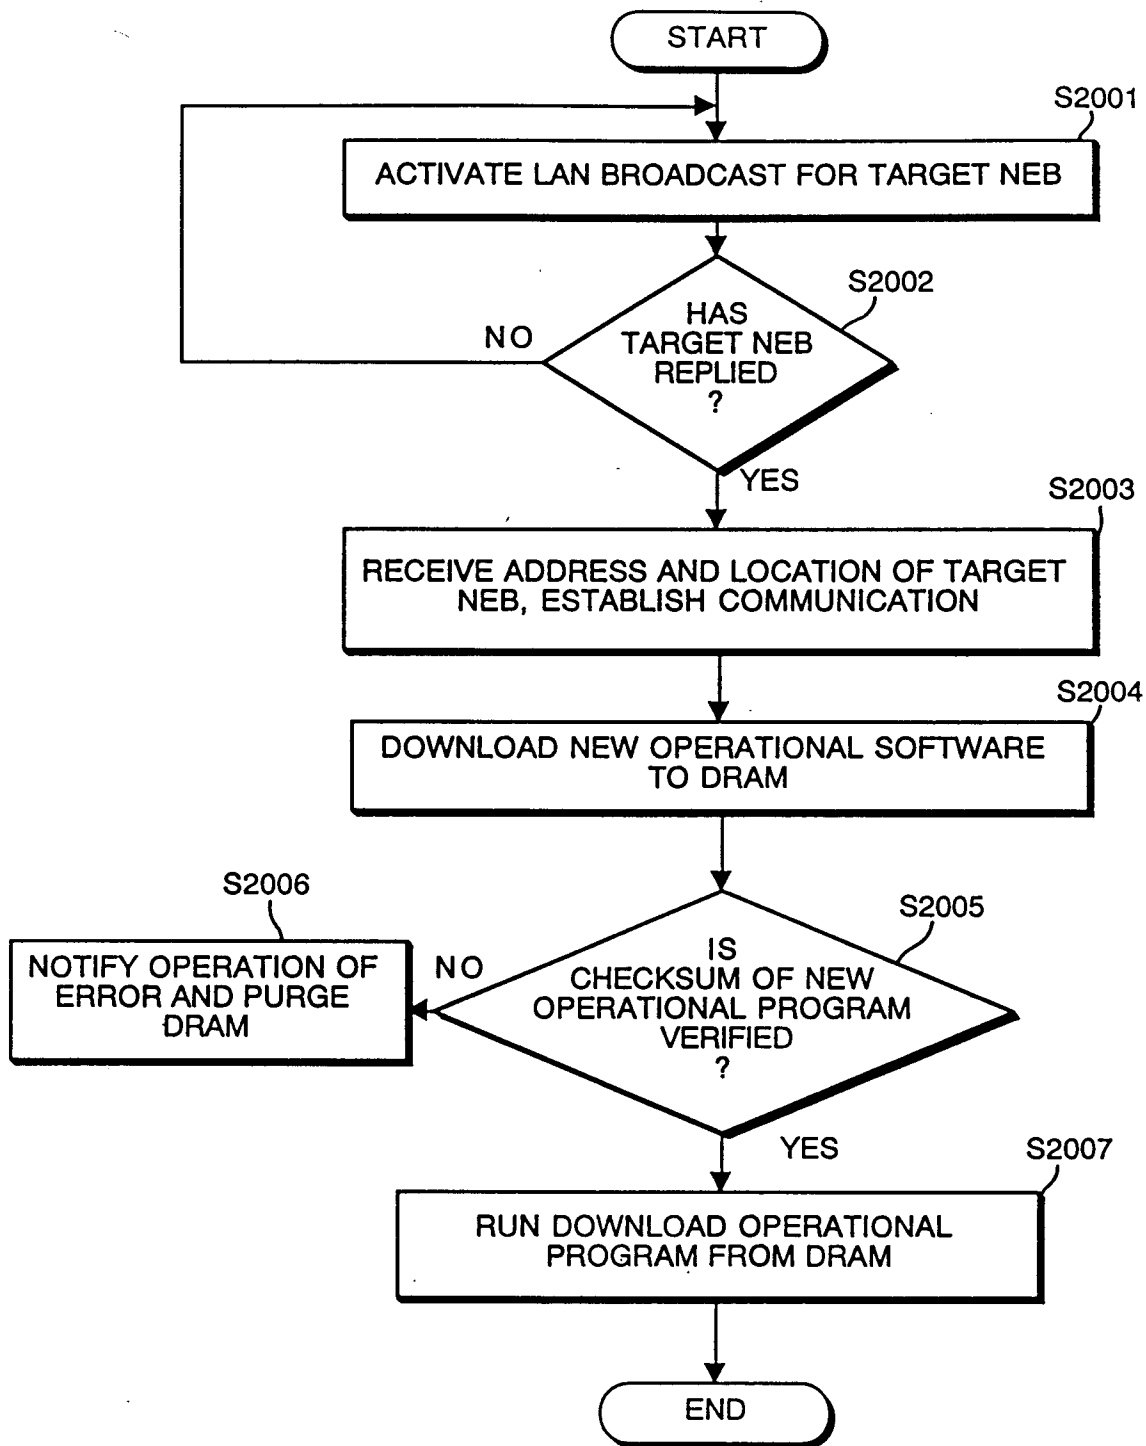 START
S2001
ACTIVATE LAN BROADCAST FOR TARGET NEB
S2002
HAS
TARGET NEB
REPLIED
?
NO
YES
S2003
RECEIVE ADDRESS AND LOCATION OF TARGET
NEB, ESTABLISH COMMUNICATION
S2004
DOWNLOAD NEW OPERATIONAL SOFTWARE
TO DRAM
S2005
IS
CHECKSUM OF NEW
OPERATIONAL PROGRAM
VERIFIED
?
NO
S2006
NOTIFY OPERATION OF
ERROR AND PURGE
DRAM
YES
S2007
RUN DOWNLOAD OPERATIONAL
PROGRAM FROM DRAM
END